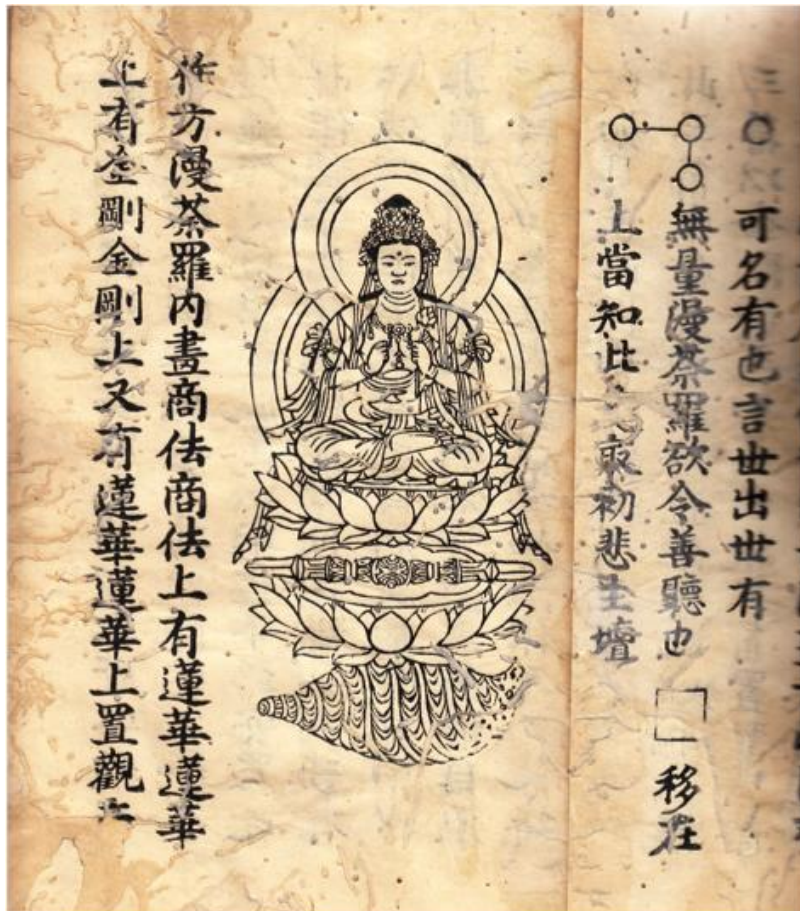 可名有也言世出世有
無量漫荼羅欲令善聽也
移在
上當知比 衆初悲生壇
作方漫荼羅内畫商佉商佉上有蓮華蓮華
上有金剛金剛上又有蓮華蓮華上置觀